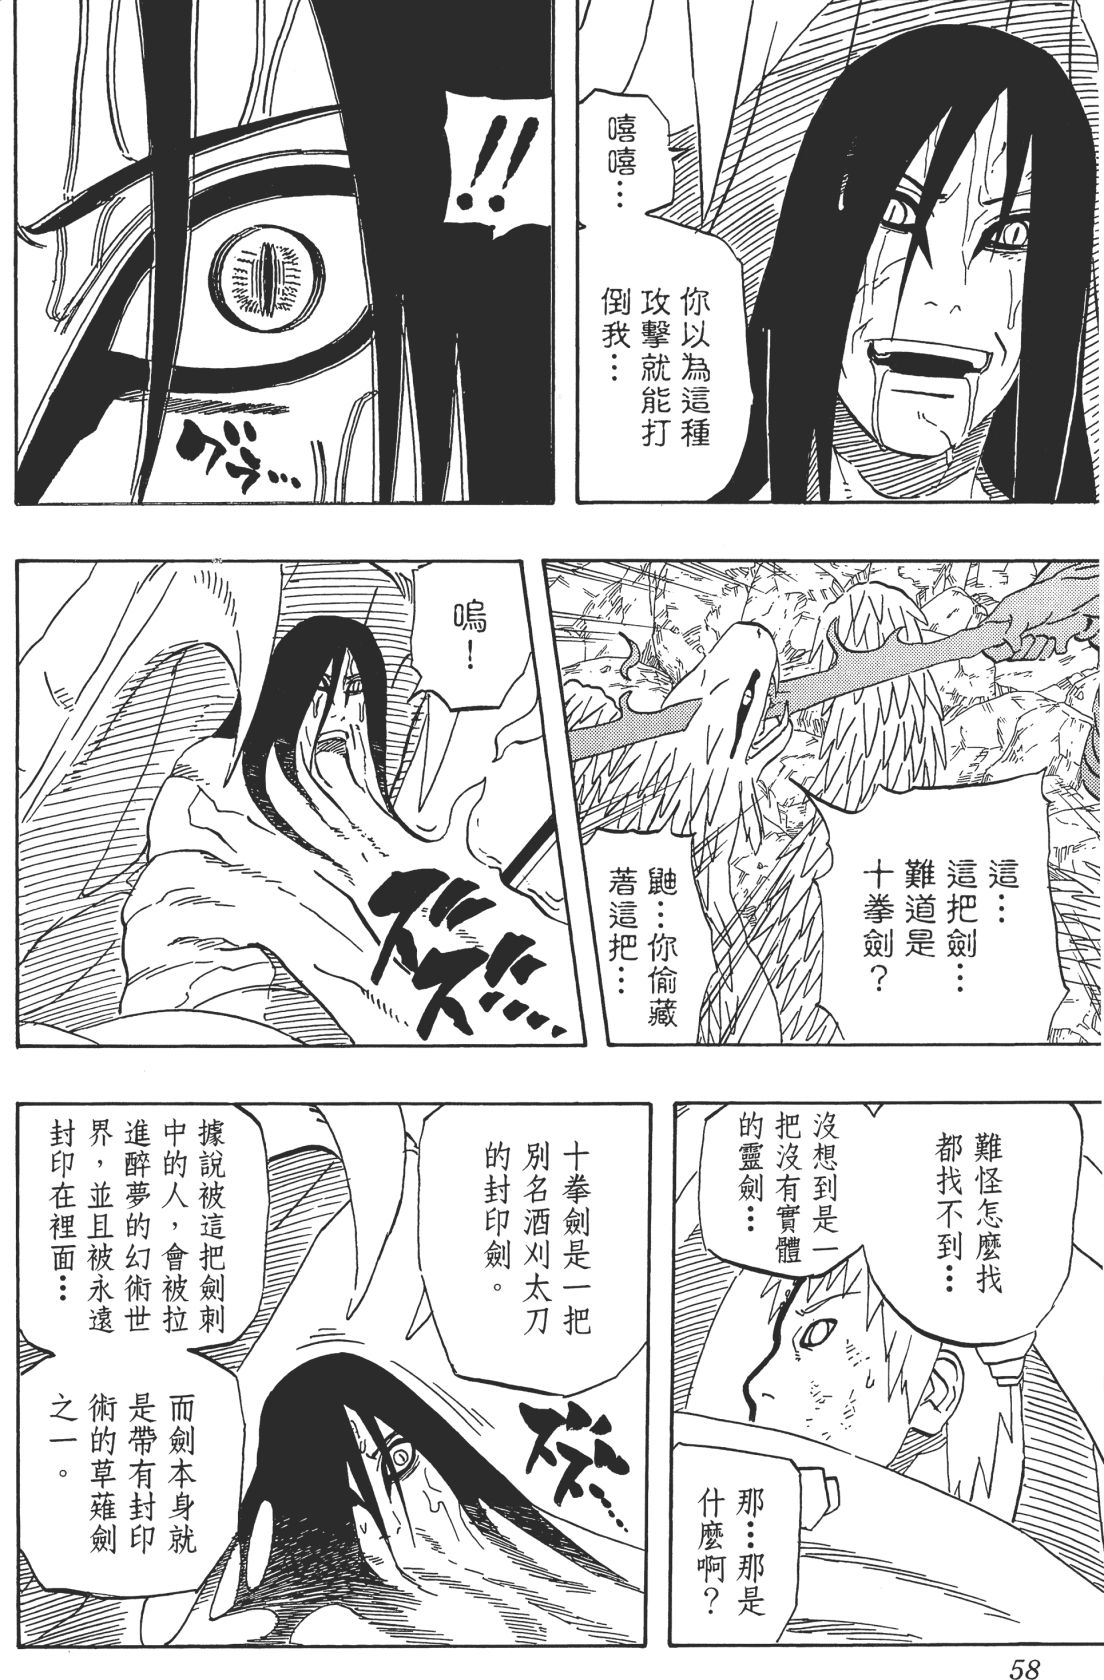 嘻嘻…
你以為這種
攻擊就能打
倒我…
!!
グラ…
這…
這把劍…
難道是
十拳劍？
鼬…你偷藏
著這把…
嗚！
ズズズ…
難怪怎麼找
都找不到…
沒想到是一
把沒有實體
的靈劍…
那…那是
什麼啊？
十拳劍是一把
別名酒刈太刀
的封印劍。
ズズ…
據說被這把劍刺
中的人，會被拉
進醉夢的幻術世
界，並且被永遠
封印在裡面…
而劍本身就
是帶有封印
術的草薙劍
之一。
58